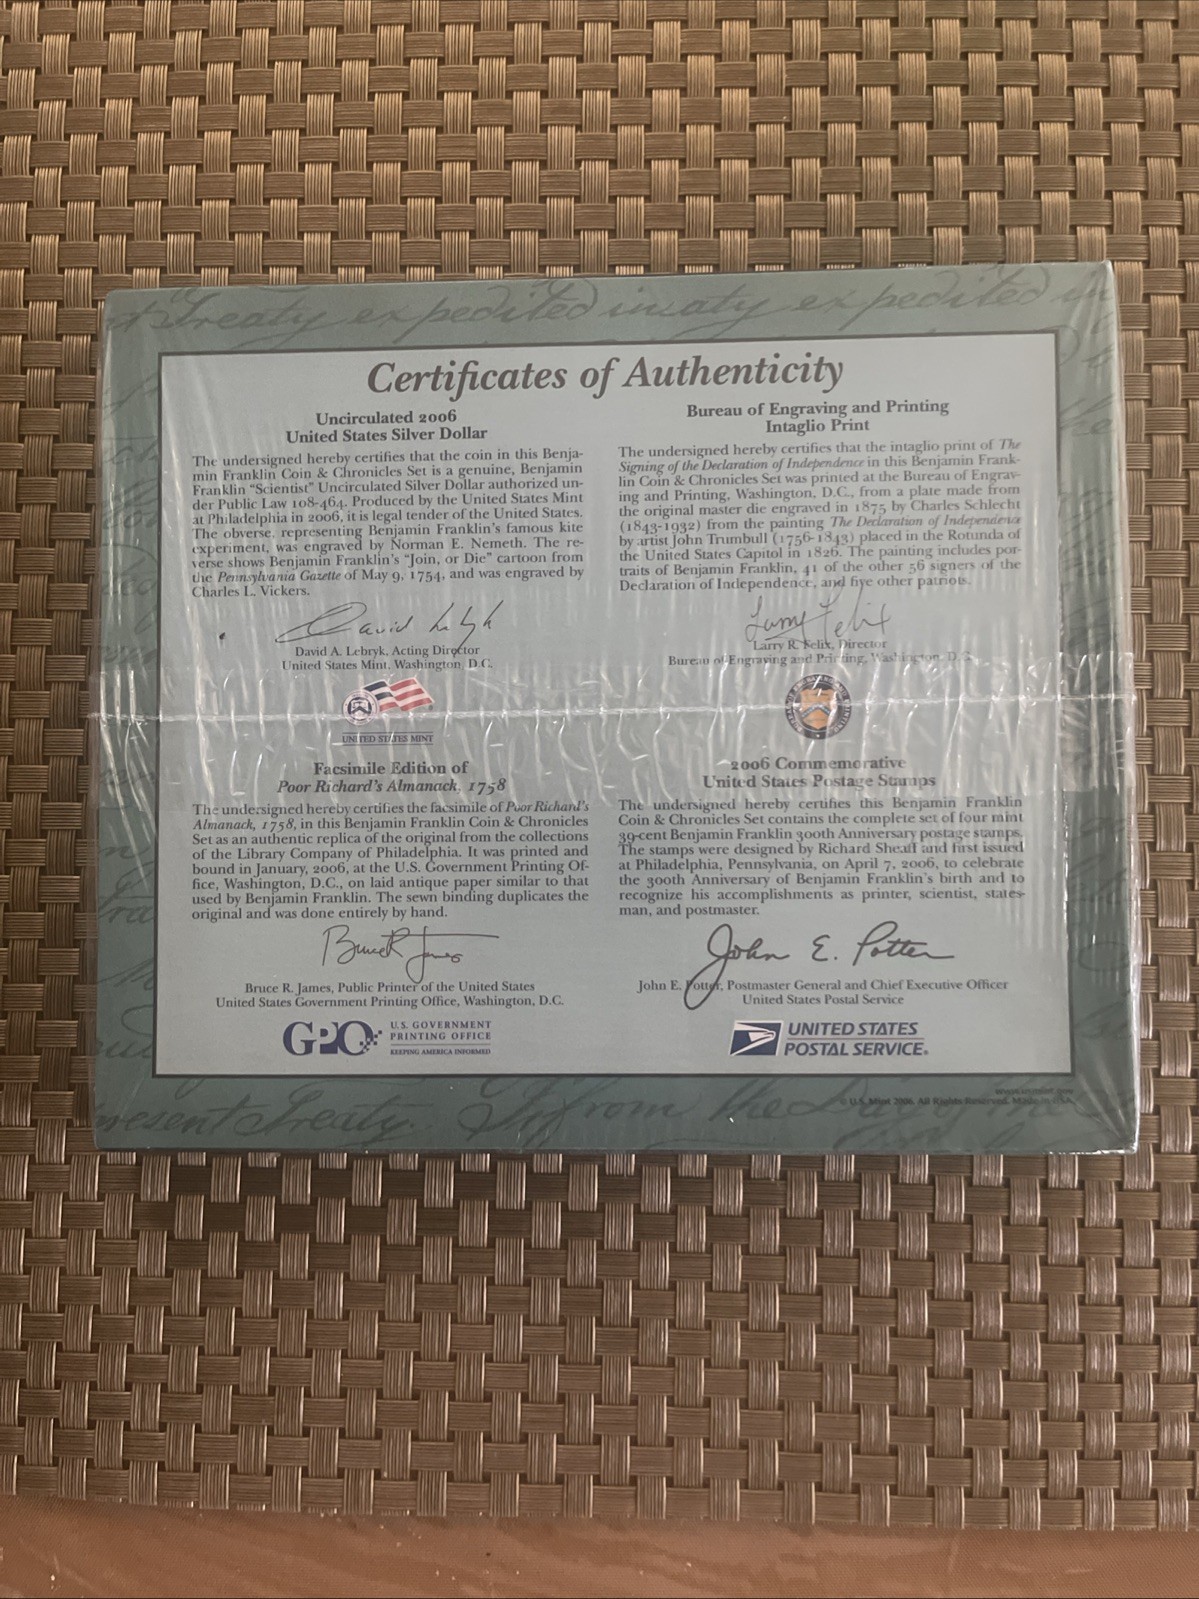 Certificates of Authenticity
Uncirculated 2006
United States Silver Dollar
The undersigned hereby certifies that the coin in this Benja-
min Franklin Coin & Chronicles Set is a genuine, Benjamin
Franklin "Scientist" Uncirculated Silver Dollar authorized un-
der Public Law 108-464. Produced by the United States Mint
at Philadelphia in 2006, it is legal tender of the United States.
The obverse, representing Benjamin Franklin's famous kite
experiment, was engraved by Norman E. Nemeth. The re-
verse shows Benjamin Franklin's "Join, or Die" cartoon from
the Pennsylvania Gazette of May 9, 1754, and was engraved by
Charles L. Vickers.
David A. Lebryk, Acting Director
United States Mint, Washington, D.C.
UNITED STATES MINT
Bureau of Engraving and Printing
Intaglio Print
The undersigned hereby certifies that the intaglio print of The
Signing of the Declaration of Independence in this Benjamin Frank-
lin Coin & Chronicles Set was printed at the Bureau of Engrav-
ing and Printing, Washington, D.C., from a plate made from
the original master die engraved in 1875 by Charles Schlecht
(1843-1932) from the painting The Declaration of Independence
by artist John Trumbull (1756-1843) placed in the Rotunda of
the United States Capitol in 1826. The painting includes por-
traits of Benjamin Franklin, 41 of the other 56 signers of the
Declaration of Independence, and five other patriots.
Larry R. Felix, Director
Bureau of Engraving and Printing, Washington, D.C.
Facsimile Edition of
Poor Richard's Almanack, 1758
The undersigned hereby certifies the facsimile of Poor Richard's
Almanack, 1758, in this Benjamin Franklin Coin & Chronicles
Set as an authentic replica of the original from the collections
of the Library Company of Philadelphia. It was printed and
bound in January, 2006, at the U.S. Government Printing Of-
fice, Washington, D.C., on laid antique paper similar to that
used by Benjamin Franklin. The sewn binding duplicates the
original and was done entirely by hand.
Bruce R. James
Bruce R. James, Public Printer of the United States
United States Government Printing Office, Washington, D.C.
GPO
U.S. GOVERNMENT
PRINTING OFFICE
KEEPING AMERICA INFORMED
2006 Commemorative
United States Postage Stamps
The undersigned hereby certifies this Benjamin Franklin
Coin & Chronicles Set contains the complete set of four mint
39-cent Benjamin Franklin 300th Anniversary postage stamps.
The stamps were designed by Richard Sheaff and first issued
at Philadelphia, Pennsylvania, on April 7, 2006, to celebrate
the 300th Anniversary of Benjamin Franklin's birth and to
recognize his accomplishments as printer, scientist, states-
man, and postmaster.
John E. Potter
John E. Potter, Postmaster General and Chief Executive Officer
United States Postal Service
UNITED STATES
POSTAL SERVICE®
© U.S. Mint 2006. All Rights Reserved. Made in USA.